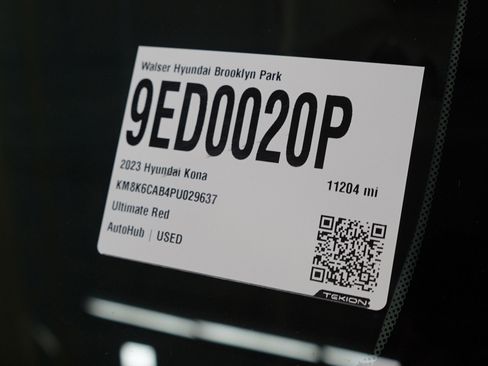 Walser Hyundai Brooklyn Park
9ED0020P
2023 Hyundai Kona
11204 mi
KM8K6CAB4PU029637
Ultimate Red
AutoHub | USED
TEKION